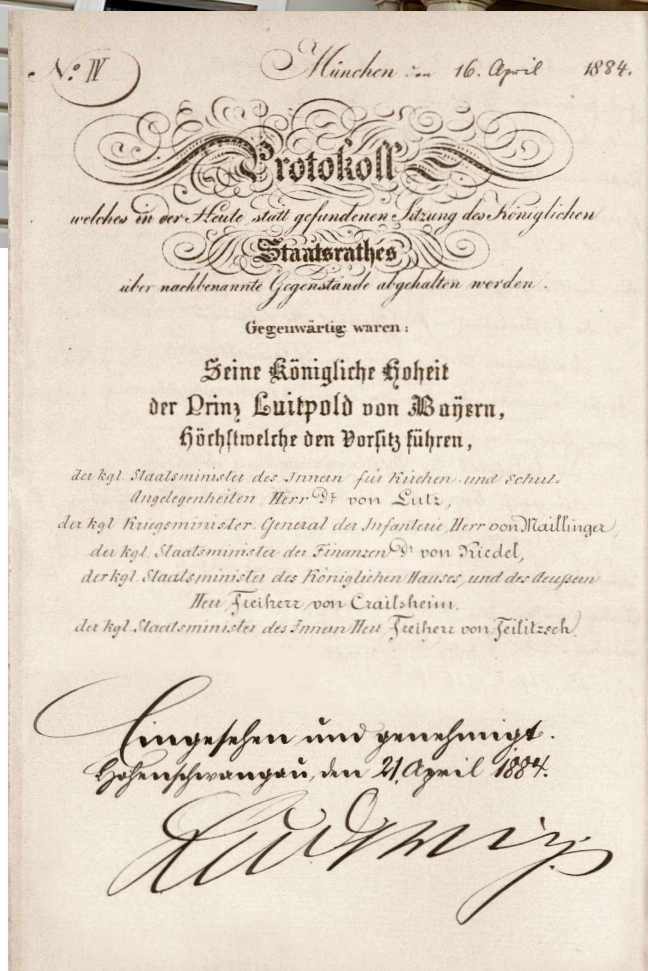 No. IV München den 16. April 1884.
Protokoll
welches in der Heute statt gefundenen Sitzung des Königlichen
Staatsrathes
über nachbenannte Gegenstände abgehalten worden.
Gegenwärtig waren:
Seine Königliche Hoheit
der Prinz Luitpold von Bayern,
Höchstwelche den Vorsitz führen,
der kgl. Staatsminister des Innern für Kirchen- und Schul-
Angelegenheiten, Herr Dr. von Lutz,
der kgl. Kriegsminister General der Infanterie, Herr von Maillinger,
der kgl. Staatsminister der Finanzen Dr. von Riedel,
der kgl. Staatsminister des Königlichen Hauses, und des Aeußern
Herr Freiherr von Crailsheim,
der kgl. Staatsminister des Innern Herr Freiherr von Feilitzsch.
Eingesehen und genehmigt.
Hohenschwangau, den 21. April 1884.
Ludwig.